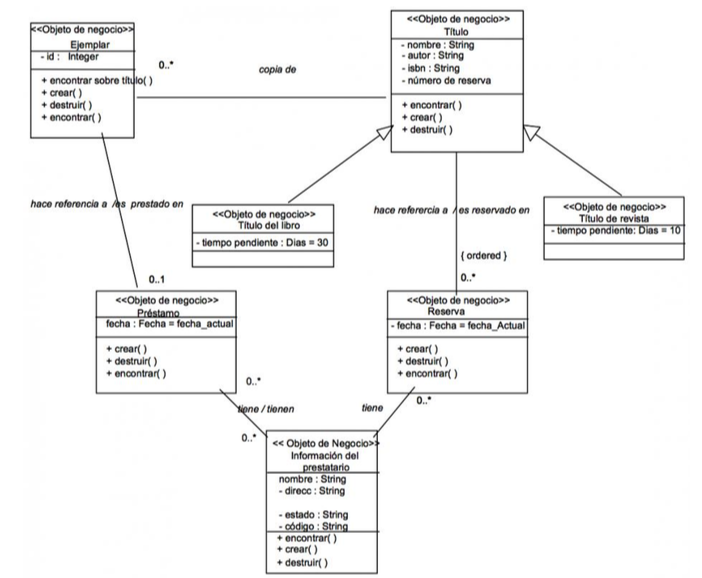 <<Objeto de negocio>>
Ejemplar
- id : Integer
+ encontrar sobre título( )
+ crear( )
+ destruir( )
+ encontrar( )
0..*
copia de
<<Objeto de negocio>>
Título
- nombre : String
- autor : String
- isbn : String
- número de reserva
+ encontrar( )
+ crear( )
+ destruir( )
hace referencia a /es prestado en
<<Objeto de negocio>>
Título del libro
- tiempo pendiente : Dias = 30
hace refercia a / es reservado en
<<Objeto de negocio>>
Título de revista
- tiempo pendiente: Dias = 10
{ ordered }
0..*
0..1
<<Objeto de negocio>>
Préstamo
fecha : Fecha = fecha_actual
+ crear( )
+ destruir( )
+ encontrar( )
<<Objeto de negocio>>
Reserva
- fecha : Fecha = fecha_Actual
+ crear( )
+ destruir( )
+ encontrar( )
0..*
tiene / tienen
0..*
tiene
0..*
<< Objeto de Negocio>>
Información del
prestatario
nombre : String
- direcc : String
- estado : String
- código : String
+ encontrar( )
+ crear( )
+ destruir( )